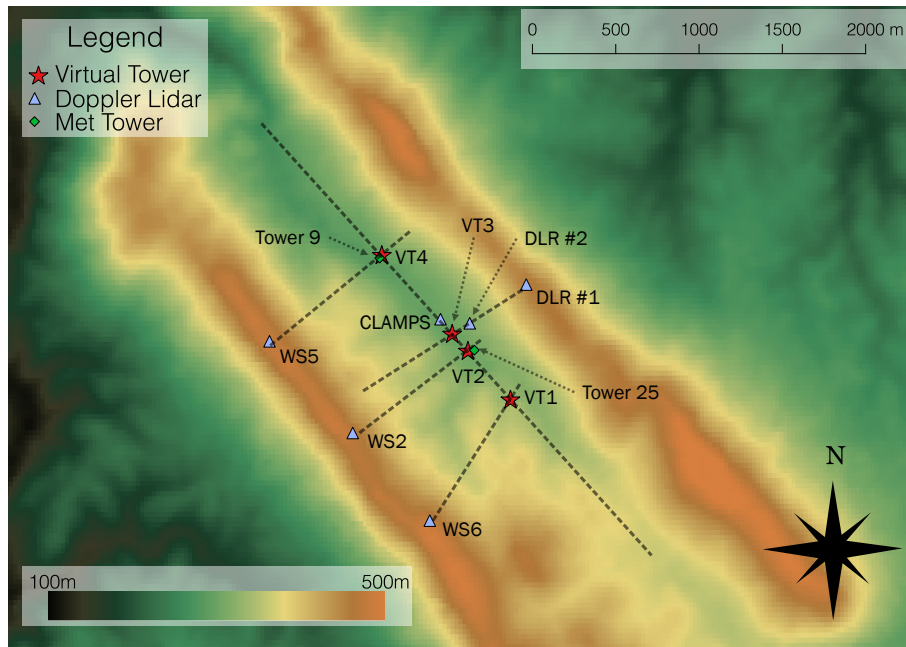 Legend
Virtual Tower
Doppler Lidar
Met Tower
0 500 1000 1500 2000 m
Tower 9
VT4
VT3
DLR #2
DLR #1
CLAMPS
WS5
VT2
Tower 25
VT1
WS2
WS6
N
100m 500m